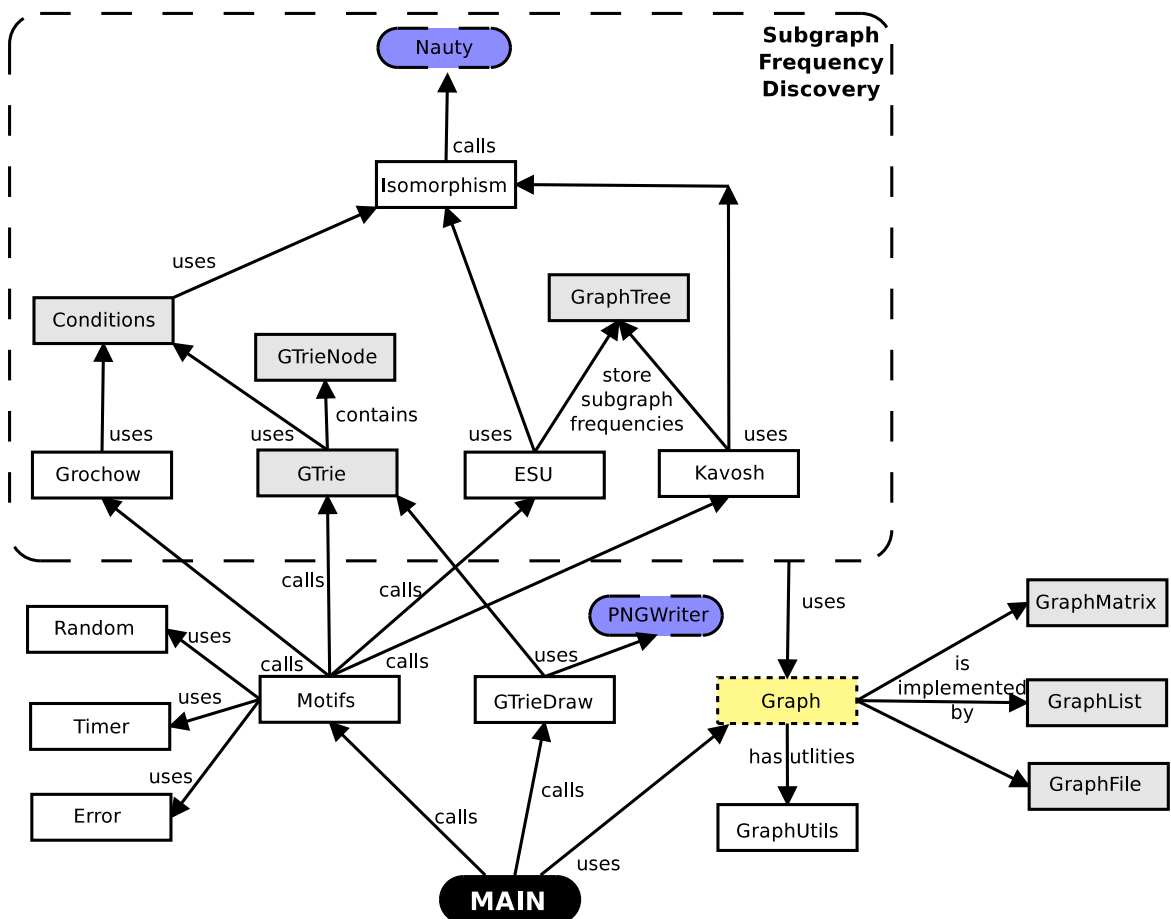 Subgraph
Frequency
Discovery
Nauty
calls
Isomorphism
uses
Conditions
GraphTree
GTrieNode
store
subgraph
frequencies
contains
uses
uses
uses
uses
Grochow
GTrie
ESU
Kavosh
calls
calls
uses
Random
uses
PNGWriter
GraphMatrix
calls
calls
uses
is
implemented
by
Motifs
GTrieDraw
Graph
GraphList
Timer
uses
uses
has utlities
GraphFile
Error
calls
calls
GraphUtils
uses
MAIN